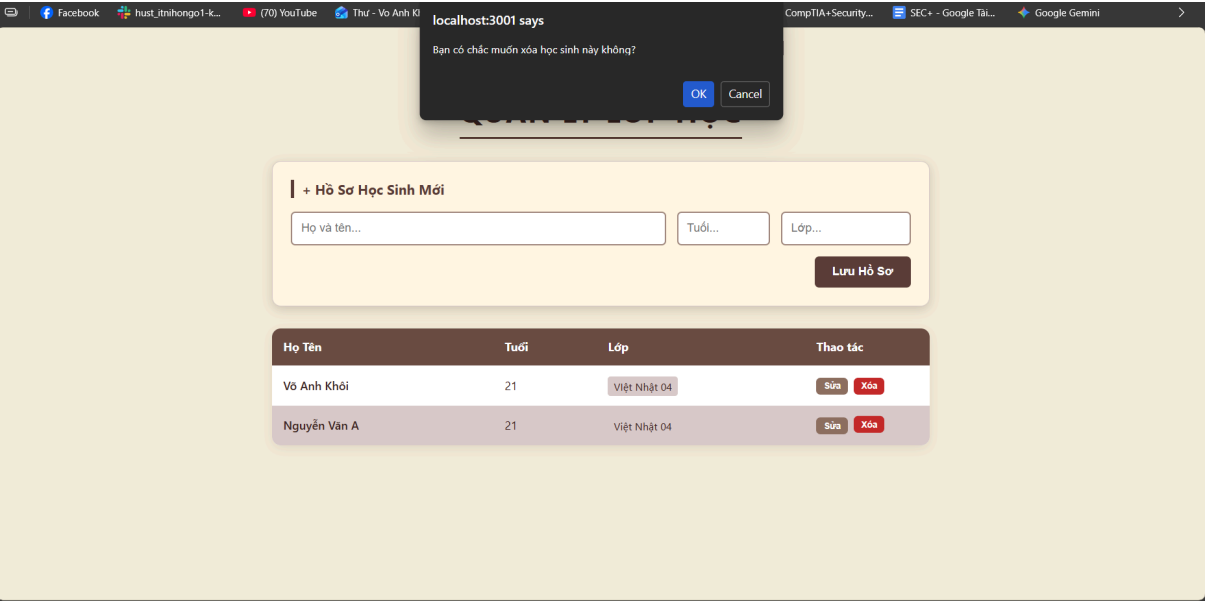 Facebook
hust_itnihongo1-k...
(70) YouTube
Thư - Vo Anh Kl
CompTIA+Security...
SEC+ - Google Tài...
Google Gemini
localhost:3001 says
Bạn có chắc muốn xóa học sinh này không?
OK
Cancel
+ Hồ Sơ Học Sinh Mới
Họ và tên...
Tuổi...
Lớp...
Lưu Hồ Sơ
Họ Tên
Tuổi
Lớp
Thao tác
Võ Anh Khôi
21
Việt Nhật 04
Sửa
Xóa
Nguyễn Văn A
21
Việt Nhật 04
Sửa
Xóa